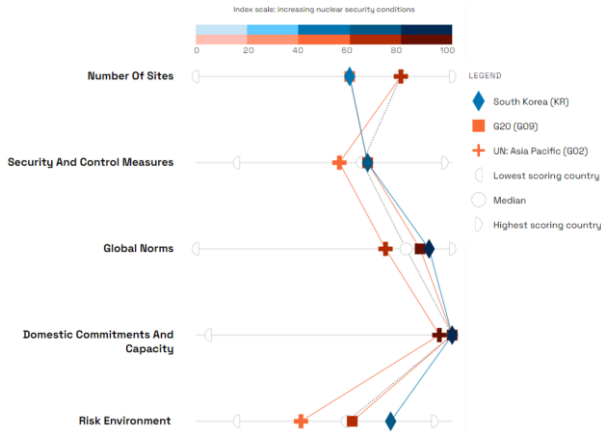 Index scale: increasing nuclear security conditions
0 20 40 60 80 100
Number Of Sites
LEGEND
South Korea (KR)
G20 (G09)
UN: Asia Pacific (G02)
Security And Control Measures
Lowest scoring country
Median
Highest scoring country
Global Norms
Domestic Commitments And
Capacity
Risk Environment